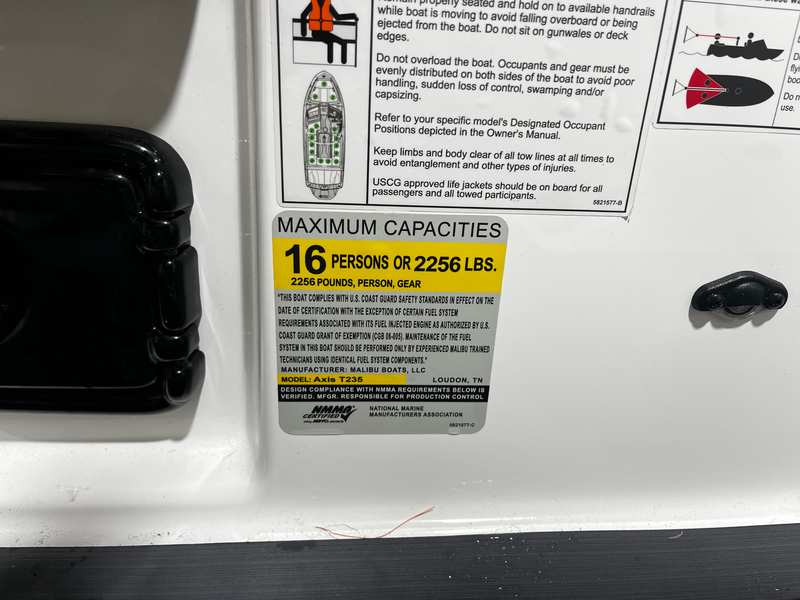 Remain properly seated and hold on to available handrails
while boat is moving to avoid falling overboard or being
ejected from the boat. Do not sit on gunwales or deck
edges.
Do not overload the boat. Occupants and gear must be
evenly distributed on both sides of the boat to avoid poor
handling, sudden loss of control, swamping and/or
capsizing.
Refer to your specific model's Designated Occupant
Positions depicted in the Owner's Manual.
Keep limbs and body clear of all tow lines at all times to
avoid entanglement and other types of injuries.
USCG approved life jackets should be on board for all
passengers and all towed participants.
5821577-B
use.
MAXIMUM CAPACITIES
16 PERSONS OR 2256 LBS.
2256 POUNDS, PERSON, GEAR
"THIS BOAT COMPLIES WITH U.S. COAST GUARD SAFETY STANDARDS IN EFFECT ON THE
DATE OF CERTIFICATION WITH THE EXCEPTION OF CERTAIN FUEL SYSTEM
REQUIREMENTS ASSOCIATED WITH ITS FUEL INJECTED ENGINE AS AUTHORIZED BY U.S.
COAST GUARD GRANT OF EXEMPTION (CGB 06-005). MAINTENANCE OF THE FUEL
SYSTEM IN THIS BOAT SHOULD BE PERFORMED ONLY BY EXPERIENCED MALIBU TRAINED
TECHNICIANS USING IDENTICAL FUEL SYSTEM COMPONENTS."
MANUFACTURER: MALIBU BOATS, LLC
MODEL: Axis T235 LOUDON, TN
DESIGN COMPLIANCE WITH NMMA REQUIREMENTS BELOW IS
VERIFIED. MFGR. RESPONSIBLE FOR PRODUCTION CONTROL
NMMA
CERTIFIED
NATIONAL MARINE
MANUFACTURERS ASSOCIATION
5821577-C